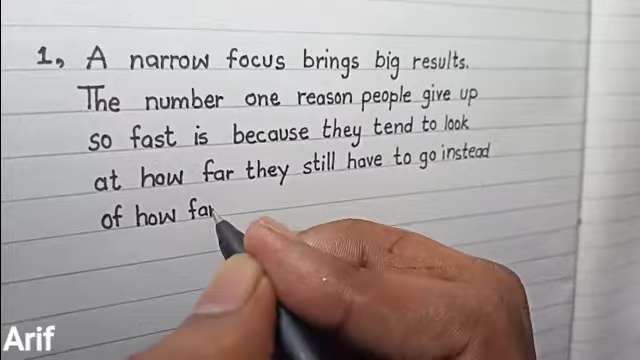 1, A narrow focus brings big results.
The number one reason people give up
so fast is because they tend to look
at how far they still have to go instead
of how far
Arif